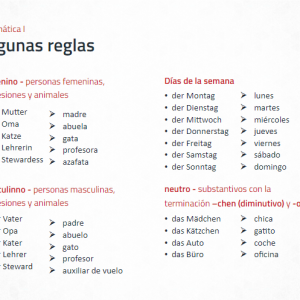 mática I
gunas reglas
nino - personas femeninas,
esiones y animales
Mutter madre
Oma abuela
Katze gata
Lehrerin profesora
Stewardess azafata
Días de la semana
der Montag lunes
der Dienstag martes
der Mittwoch miércoles
der Donnerstag jueves
der Freitag viernes
der Samstag sábado
der Sonntag domingo
ulinno - personas masculinas,
esiones y animales
Vater padre
Opa abuelo
Kater gato
Lehrer profesor
Steward auxiliar de vuelo
neutro - substantivos con la
terminación –chen (diminutivo) y -o
das Mädchen chica
das Kätzchen gatito
das Auto coche
das Büro oficina